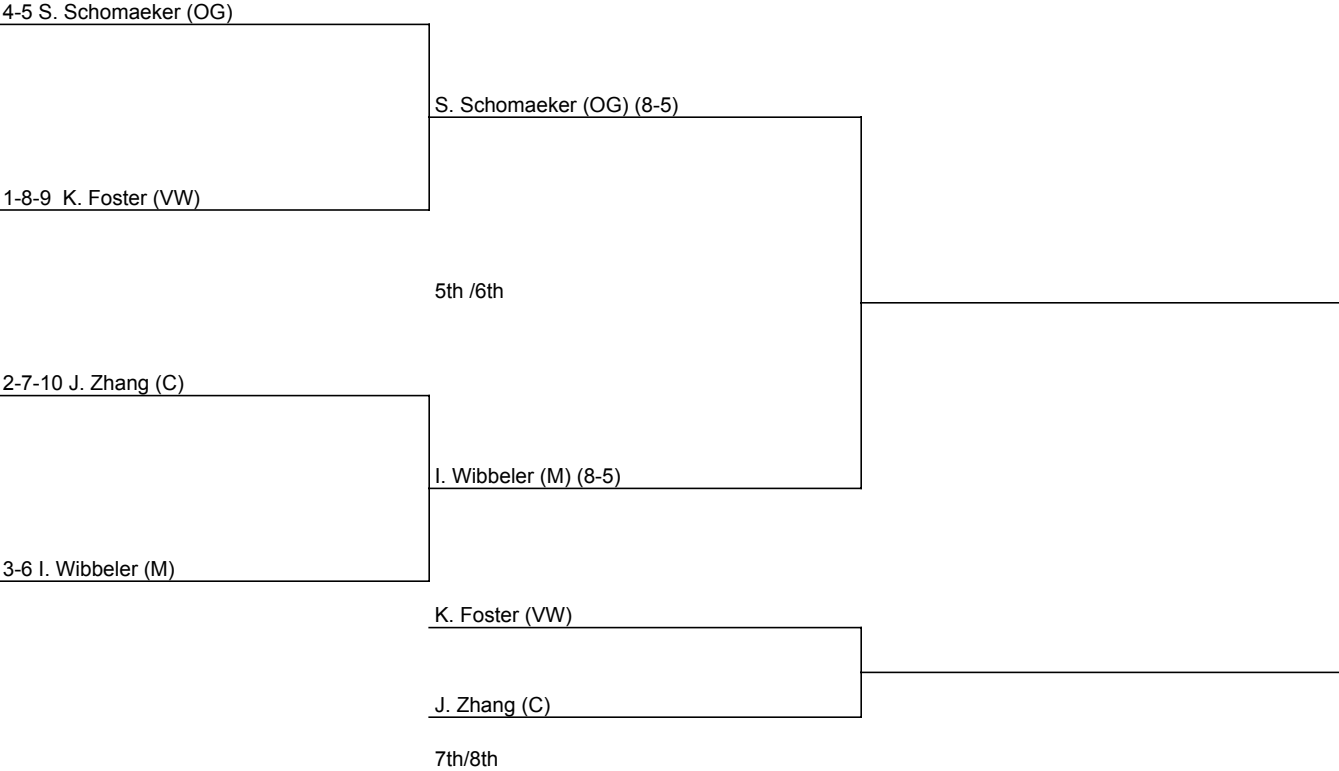 4-5 S. Schomaeker (OG)
S. Schomaeker (OG) (8-5)
1-8-9  K. Foster (VW)
5th /6th
2-7-10 J. Zhang (C)
I. Wibbeler (M) (8-5)
3-6 I. Wibbeler (M)
K. Foster (VW)
J. Zhang (C)
7th/8th